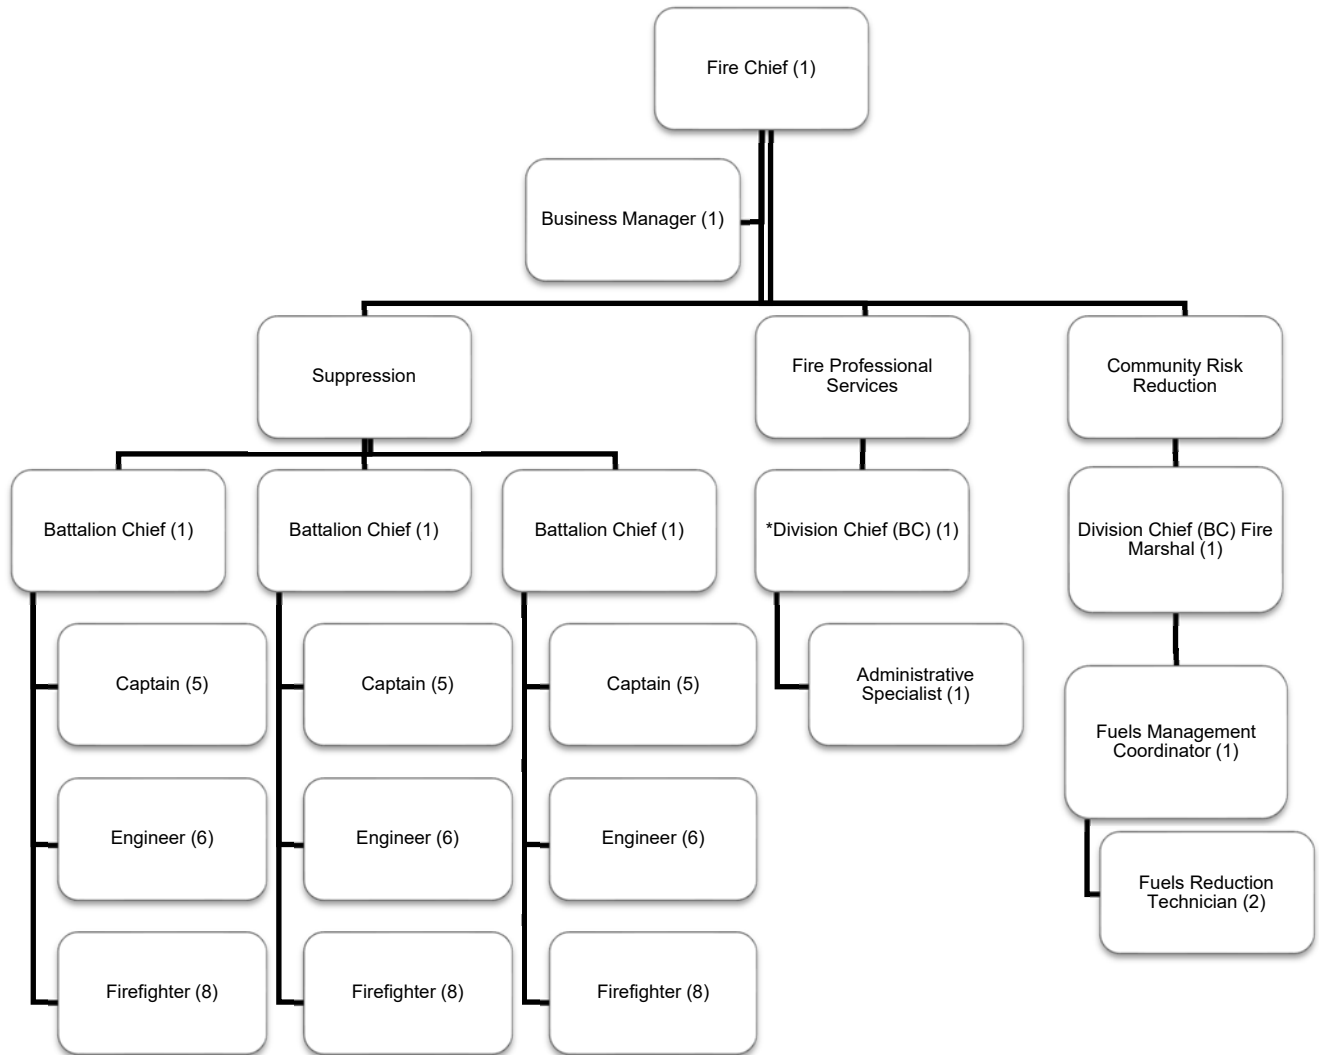 Fire Chief (1)
Business Manager (1)
Suppression
Fire Professional
Services
Community Risk
Reduction
Battalion Chief (1)
Battalion Chief (1)
Battalion Chief (1)
*Division Chief (BC) (1)
Division Chief (BC) Fire
Marshal (1)
Captain (5)
Captain (5)
Captain (5)
Administrative
Specialist (1)
Fuels Management
Coordinator (1)
Engineer (6)
Engineer (6)
Engineer (6)
Fuels Reduction
Technician (2)
Firefighter (8)
Firefighter (8)
Firefighter (8)